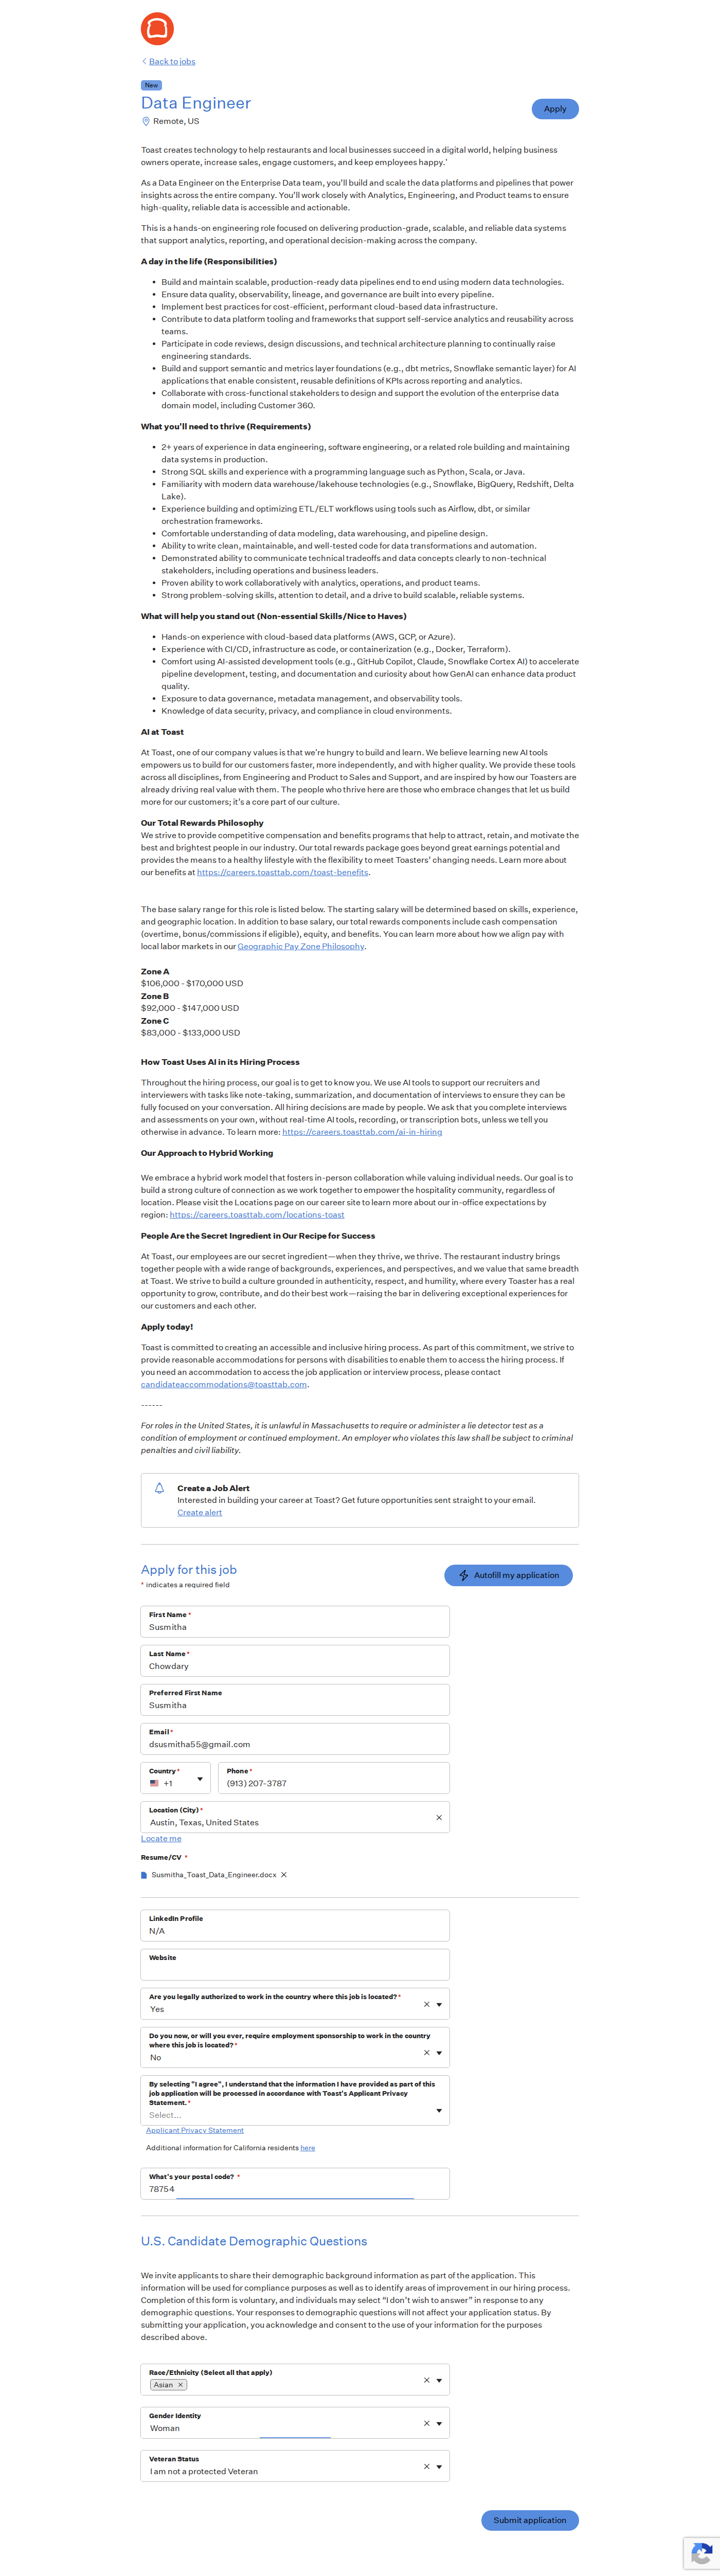 Back to jobs
New
Data Engineer
Apply
Remote, US
Toast creates technology to help restaurants and local businesses succeed in a digital world, helping business
owners operate, increase sales, engage customers, and keep employees happy.'
As a Data Engineer on the Enterprise Data team, you'll build and scale the data platforms and pipelines that power
insights across the entire company. You'll work closely with Analytics, Engineering, and Product teams to ensure
high-quality, reliable data is accessible and actionable.
This is a hands-on engineering role focused on delivering production-grade, scalable, and reliable data systems
that support analytics, reporting, and operational decision-making across the company.
A day in the life (Responsibilities)
• Build and maintain scalable, production-ready data pipelines end to end using modern data technologies.
• Ensure data quality, observability, lineage, and governance are built into every pipeline.
• Implement best practices for cost-efficient, performant cloud-based data infrastructure.
• Contribute to data platform tooling and frameworks that support self-service analytics and reusability across
teams.
• Participate in code reviews, design discussions, and technical architecture planning to continually raise
engineering standards.
• Build and support semantic and metrics layer foundations (e.g., dbt metrics, Snowflake semantic layer) for AI
applications that enable consistent, reusable definitions of KPIs across reporting and analytics.
• Collaborate with cross-functional stakeholders to design and support the evolution of the enterprise data
domain model, including Customer 360.
What you'll need to thrive (Requirements)
• 2+ years of experience in data engineering, software engineering, or a related role building and maintaining
data systems in production.
• Strong SQL skills and experience with a programming language such as Python, Scala, or Java.
• Familiarity with modern data warehouse/lakehouse technologies (e.g., Snowflake, BigQuery, Redshift, Delta
Lake).
• Experience building and optimizing ETL/ELT workflows using tools such as Airflow, dbt, or similar
orchestration frameworks.
• Comfortable understanding of data modeling, data warehousing, and pipeline design.
• Ability to write clean, maintainable, and well-tested code for data transformations and automation.
• Demonstrated ability to communicate technical tradeoffs and data concepts clearly to non-technical
stakeholders, including operations and business leaders.
• Proven ability to work collaboratively with analytics, operations, and product teams.
• Strong problem-solving skills, attention to detail, and a drive to build scalable, reliable systems.
What will help you stand out (Non-essential Skills/Nice to Haves)
• Hands-on experience with cloud-based data platforms (AWS, GCP, or Azure).
• Experience with CI/CD, infrastructure as code, or containerization (e.g., Docker, Terraform).
• Comfort using AI-assisted development tools (e.g., GitHub Copilot, Claude, Snowflake Cortex AI) to accelerate
pipeline development, testing, and documentation and curiosity about how GenAI can enhance data product
quality.
• Exposure to data governance, metadata management, and observability tools.
• Knowledge of data security, privacy, and compliance in cloud environments.
AI at Toast
At Toast, one of our company values is that we're hungry to build and learn. We believe learning new AI tools
empowers us to build for our customers faster, more independently, and with higher quality. We provide these tools
across all disciplines, from Engineering and Product to Sales and Support, and are inspired by how our Toasters are
already driving real value with them. The people who thrive here are those who embrace changes that let us build
more for our customers; it's a core part of our culture.
Our Total Rewards Philosophy
We strive to provide competitive compensation and benefits programs that help to attract, retain, and motivate the
best and brightest people in our industry. Our total rewards package goes beyond great earnings potential and
provides the means to a healthy lifestyle with the flexibility to meet Toasters' changing needs. Learn more about
our benefits at https://careers.toasttab.com/toast-benefits.
The base salary range for this role is listed below. The starting salary will be determined based on skills, experience,
and geographic location. In addition to base salary, our total rewards components include cash compensation
(overtime, bonus/commissions if eligible), equity, and benefits. You can learn more about how we align pay with
local labor markets in our Geographic Pay Zone Philosophy.
Zone A
$106,000 - $170,000 USD
Zone B
$92,000 - $147,000 USD
Zone C
$83,000 - $133,000 USD
How Toast Uses AI in its Hiring Process
Throughout the hiring process, our goal is to get to know you. We use AI tools to support our recruiters and
interviewers with tasks like note-taking, summarization, and documentation of interviews to ensure they can be
fully focused on your conversation. All hiring decisions are made by people. We ask that you complete interviews
and assessments on your own, without real-time AI tools, recording, or transcription bots, unless we tell you
otherwise in advance. To learn more: https://careers.toasttab.com/ai-in-hiring
Our Approach to Hybrid Working
We embrace a hybrid work model that fosters in-person collaboration while valuing individual needs. Our goal is to
build a strong culture of connection as we work together to empower the hospitality community, regardless of
location. Please visit the Locations page on our career site to learn more about our in-office expectations by
region: https://careers.toasttab.com/locations-toast
People Are the Secret Ingredient in Our Recipe for Success
At Toast, our employees are our secret ingredient—when they thrive, we thrive. The restaurant industry brings
together people with a wide range of backgrounds, experiences, and perspectives, and we value that same breadth
at Toast. We strive to build a culture grounded in authenticity, respect, and humility, where every Toaster has a real
opportunity to grow, contribute, and do their best work—raising the bar in delivering exceptional experiences for
our customers and each other.
Apply today!
Toast is committed to creating an accessible and inclusive hiring process. As part of this commitment, we strive to
provide reasonable accommodations for persons with disabilities to enable them to access the hiring process. If
you need an accommodation to access the job application or interview process, please contact
candidateaccommodations@toasttab.com.
------
For roles in the United States, it is unlawful in Massachusetts to require or administer a lie detector test as a
condition of employment or continued employment. An employer who violates this law shall be subject to criminal
penalties and civil liability.
Create a Job Alert
Interested in building your career at Toast? Get future opportunities sent straight to your email.
Create alert
Apply for this job
Autofill my application
* indicates a required field
First Name*
Susmitha
Last Name*
Chowdary
Preferred First Name
Susmitha
Email*
dsusmitha55@gmail.com
Country*
+1
Phone*
(913) 207-3787
Location (City)*
Austin, Texas, United States
Locate me
Resume/CV *
Susmitha_Toast_Data_Engineer.docx
LinkedIn Profile
N/A
Website
Are you legally authorized to work in the country where this job is located?*
Yes
Do you now, or will you ever, require employment sponsorship to work in the country
where this job is located?*
No
By selecting "I agree", I understand that the information I have provided as part of this
job application will be processed in accordance with Toast's Applicant Privacy
Statement.*
Select...
Applicant Privacy Statement
Additional information for California residents here
What's your postal code? *
78754
U.S. Candidate Demographic Questions
We invite applicants to share their demographic background information as part of the application. This
information will be used for compliance purposes as well as to identify areas of improvement in our hiring process.
Completion of this form is voluntary, and individuals may select "I don't wish to answer" in response to any
demographic questions. Your responses to demographic questions will not affect your application status. By
submitting your application, you acknowledge and consent to the use of your information for the purposes
described above.
Race/Ethnicity (Select all that apply)
Asian
Gender Identity
Woman
Veteran Status
I am not a protected Veteran
Submit application